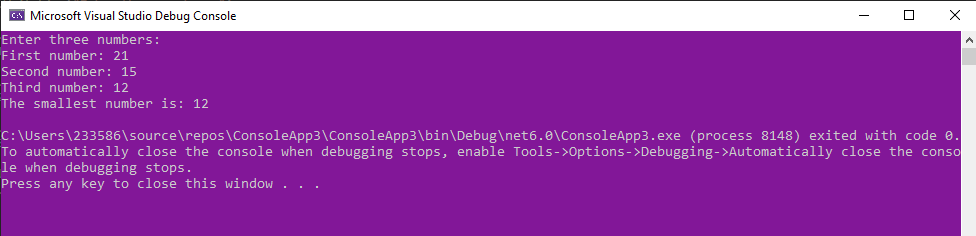 Microsoft Visual Studio Debug Console
Enter three numbers:
First number: 21
Second number: 15
Third number: 12
The smallest number is: 12
C:\Users\233586\source\repos\ConsoleApp3\ConsoleApp3\bin\Debug\net6.0\ConsoleApp3.exe (process 8148) exited with code 0.
To automatically close the console when debugging stops, enable Tools->Options->Debugging->Automatically close the conso
le when debugging stops.
Press any key to close this window . . .